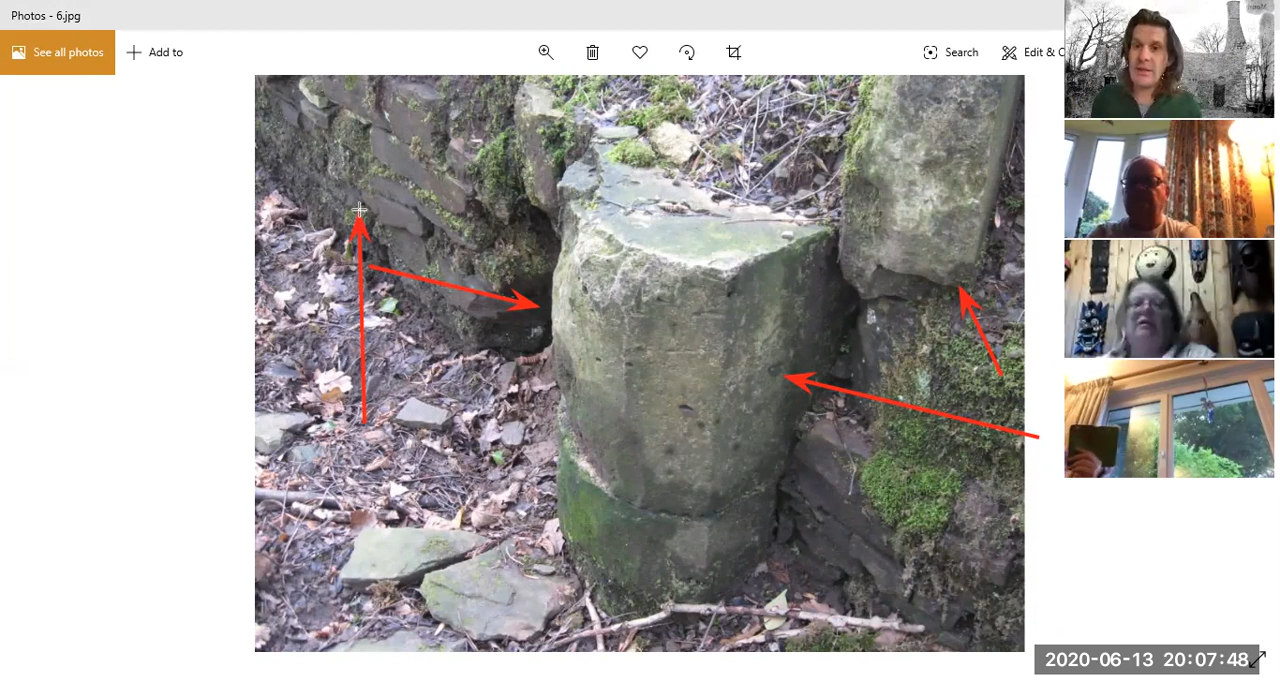 Photos - 6.jpg
See all photos
Add to
Search
Edit & C
2020-06-13 20:07:48